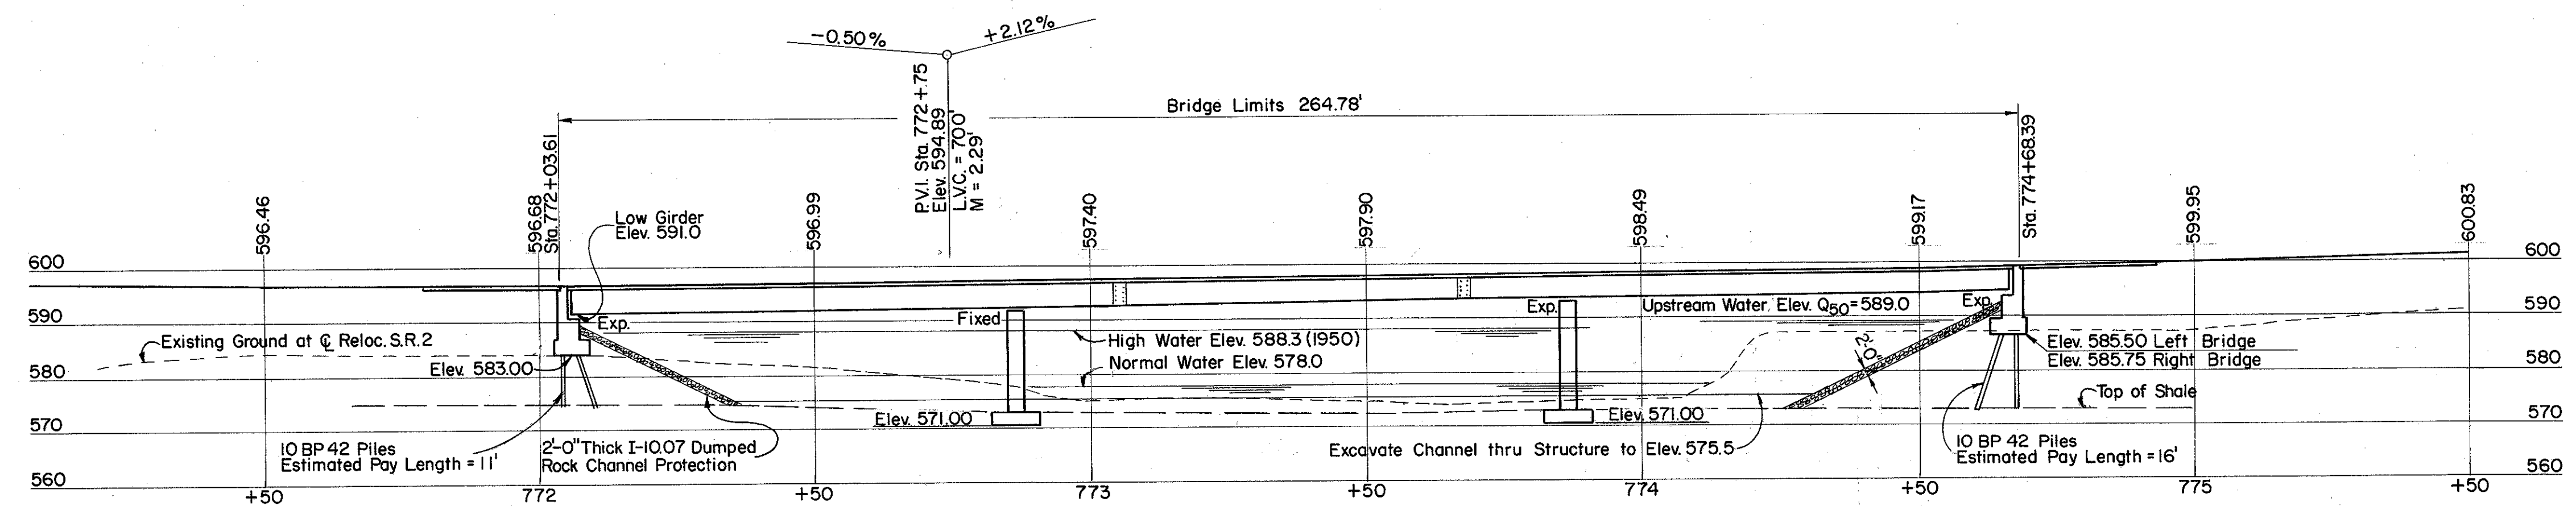 -0.50%
+2.12%
P.V.I. Sta. 772+.75
Elev. 594.89
L.V.C. = 700'
M = 2.29'
Bridge Limits 264.78'
Sta. 772+03.61
Sta. 774+68.39
596.46
596.68
596.99
597.40
597.90
598.49
599.17
599.95
600.83
Low Girder
Elev. 591.0
600
600
590
590
580
580
570
570
560
560
Exp.
Fixed
Exp.
Exp.
Upstream Water Elev. Q50=589.0
Existing Ground at ℄ Reloc. S.R. 2
High Water Elev. 588.3 (1950)
Normal Water Elev. 578.0
Elev. 583.00
2'-0"
Elev. 585.50 Left Bridge
Elev. 585.75 Right Bridge
Top of Shale
Elev. 571.00
Elev. 571.00
10 BP 42 Piles
Estimated Pay Length = 11'
2'-0" Thick I-10.07 Dumped
Rock Channel Protection
Excavate Channel thru Structure to Elev. 575.5
10 BP 42 Piles
Estimated Pay Length = 16'
+50
772
+50
773
+50
774
+50
775
+50